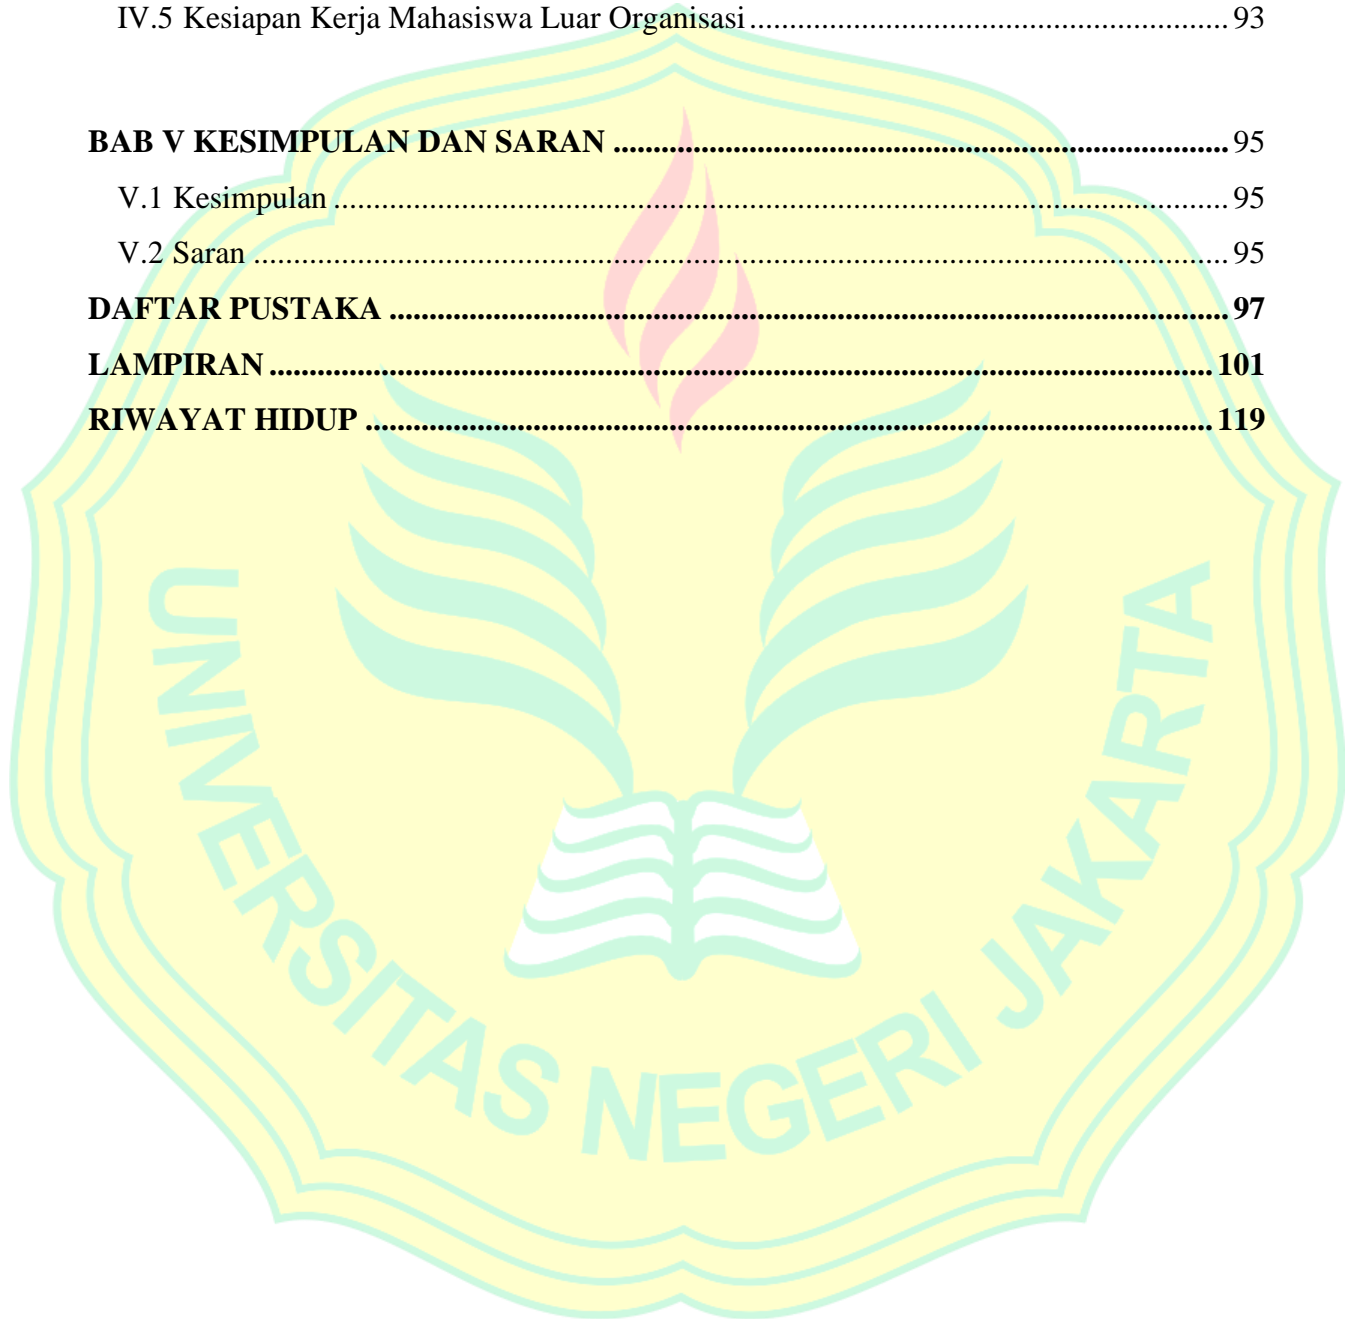 IV.5 Kesiapan Kerja Mahasiswa Luar Organisasi ............................................................ 93
BAB V KESIMPULAN DAN SARAN ................................................................................ 95
V.1 Kesimpulan ................................................................................................................ 95
V.2 Saran .......................................................................................................................... 95
DAFTAR PUSTAKA ......................................................................................................... 97
LAMPIRAN ..................................................................................................................... 101
RIWAYAT HIDUP .......................................................................................................... 119
UNIVERSITAS NEGERI JAKARTA